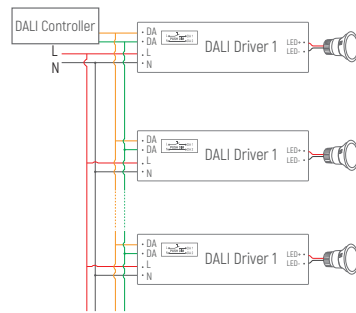 DALI Controller
L
N
DA
DA
L
N
DALI Driver 1
LED+
LED-
DA
DA
L
N
DALI Driver 1
LED+
LED-
DA
DA
L
N
DALI Driver 1
LED+
LED-